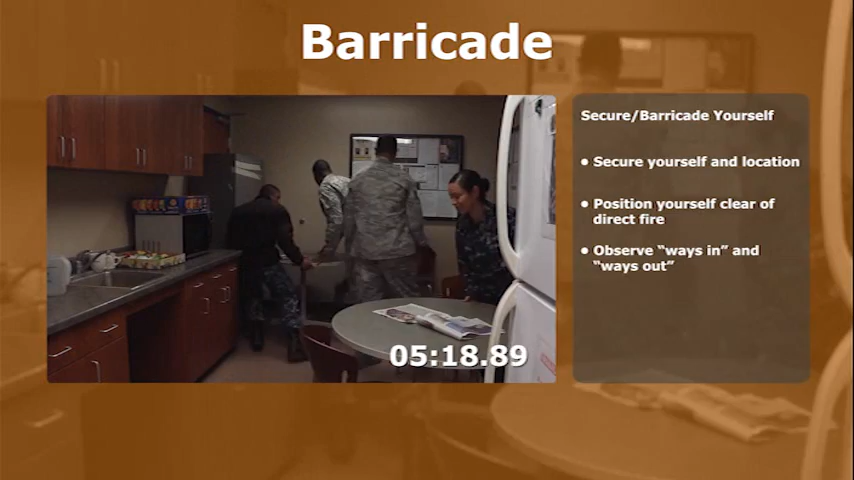 Barricade
Secure/Barricade Yourself
• Secure yourself and location
• Position yourself clear of
direct fire
• Observe “ways in” and
“ways out”
05:18.89